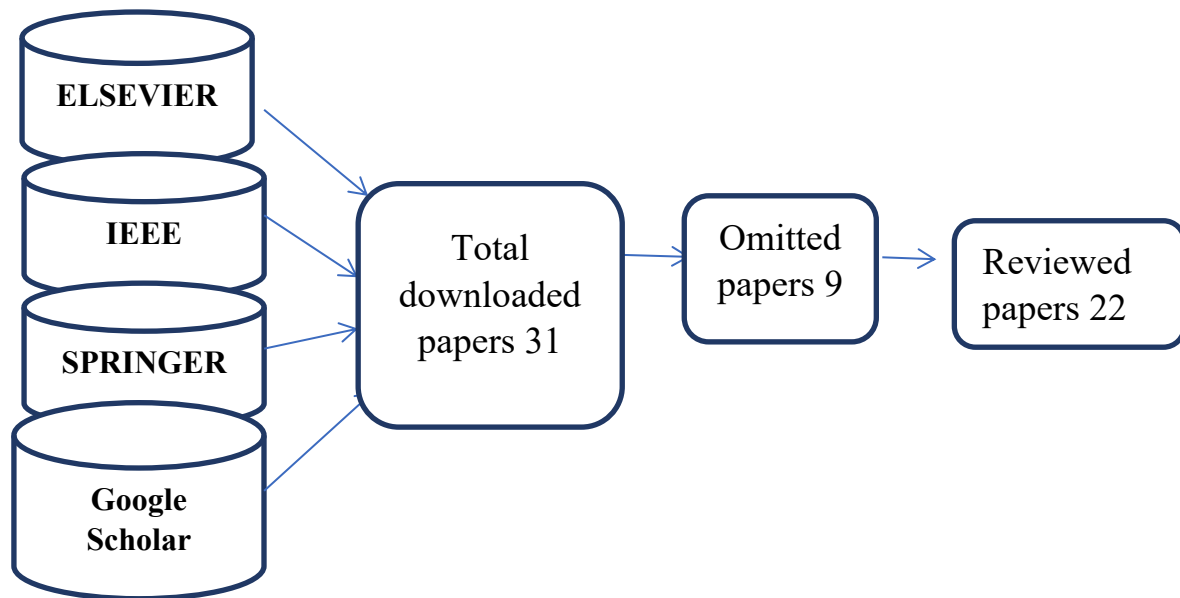 ELSEVIER
IEEE
SPRINGER
Google
Scholar
Total
downloaded
papers 31
Omitted
papers 9
Reviewed
papers 22